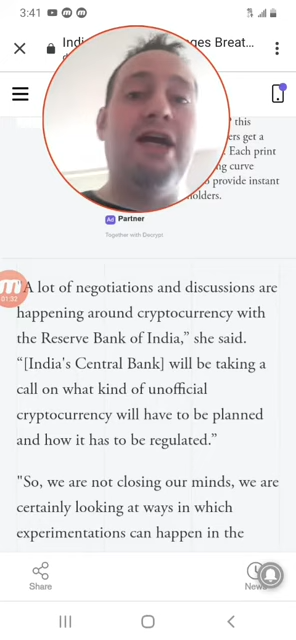 3:41
Indi
ges Breat...
this
ers get a
. Each print
ng curve
o provide instant
holders.
Ad Partner
Together with Decrypt
01:32
"A lot of negotiations and discussions are
happening around cryptocurrency with
the Reserve Bank of India,” she said.
“[India's Central Bank] will be taking a
call on what kind of unofficial
cryptocurrency will have to be planned
and how it has to be regulated.”
"So, we are not closing our minds, we are
certainly looking at ways in which
experimentations can happen in the
Share
News